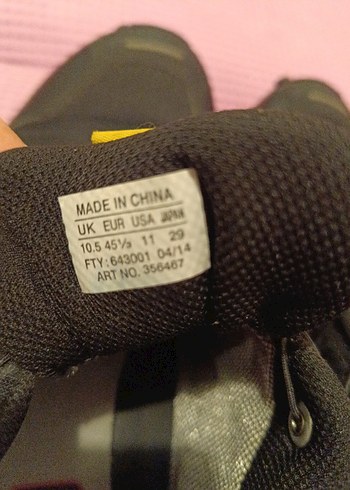 MADE IN CHINA
UK EUR USA JAPAN
10.5 45⅓ 11 29
FTY: 643001 04/14
ART NO. 356467